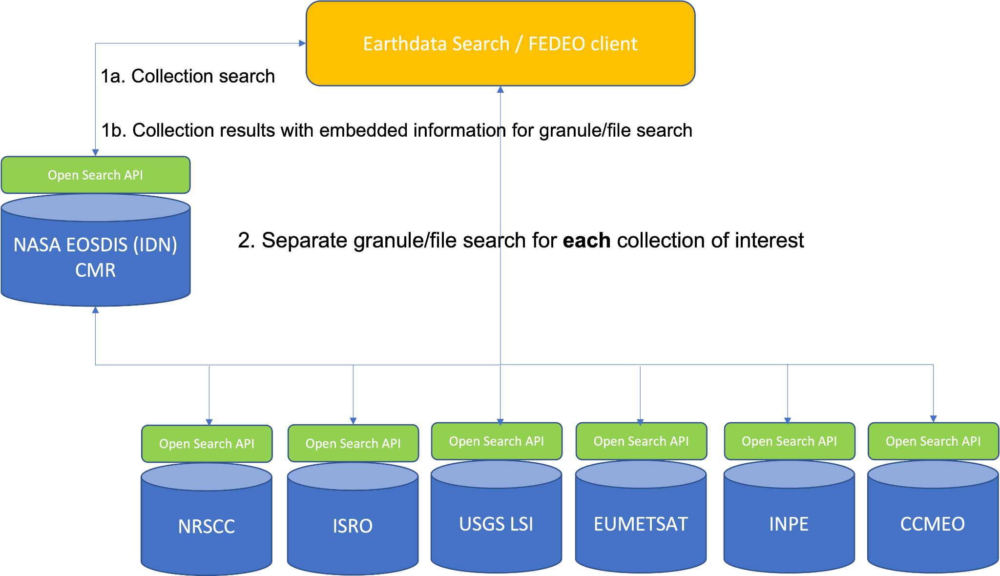 Earthdata Search / FEDEO client
1a. Collection search
1b. Collection results with embedded information for granule/file search
Open Search API
NASA EOSDIS (IDN)
CMR
2. Separate granule/file search for each collection of interest
Open Search API
Open Search API
Open Search API
Open Search API
Open Search API
Open Search API
NRSCC
ISRO
USGS LSI
EUMETSAT
INPE
CCMEO